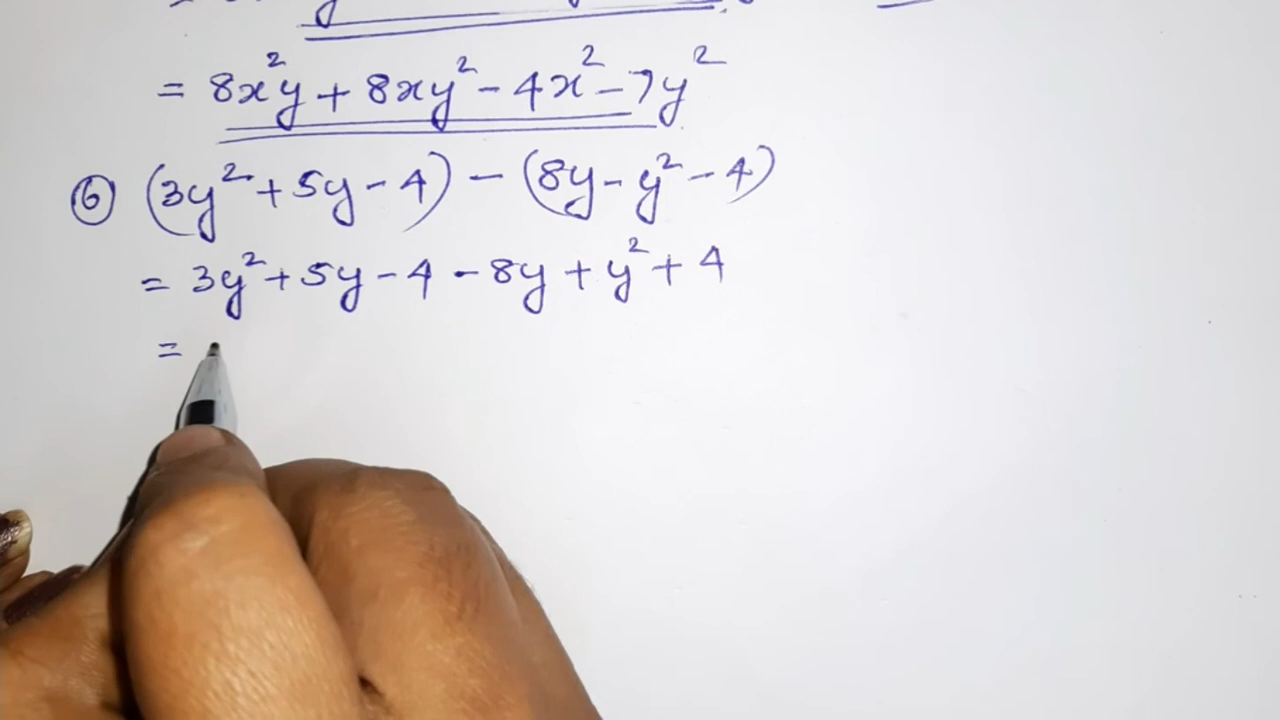 = 8x²y + 8xy² - 4x² - 7y²
⑥ (3y² + 5y - 4) - (8y - y² - 4)
= 3y² + 5y - 4 - 8y + y² + 4
=